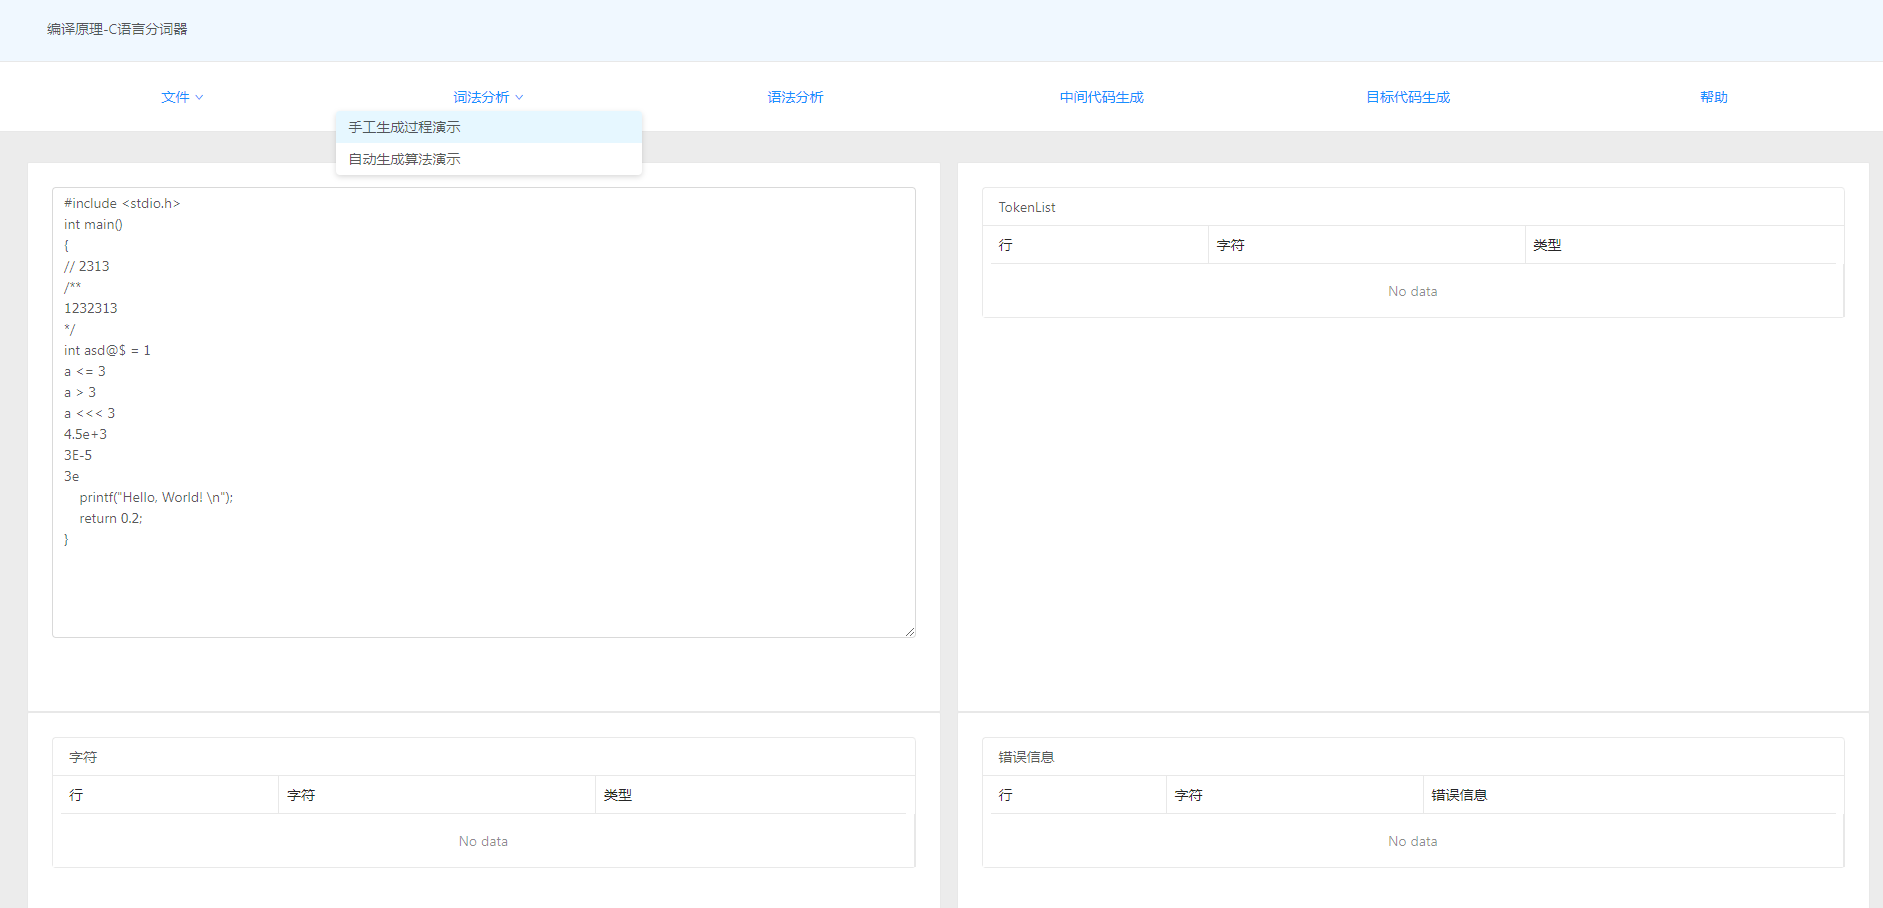 编译原理-C语言分词器
文件 词法分析 语法分析 中间代码生成 目标代码生成 帮助
手工生成过程演示
自动生成算法演示
#include <stdio.h>
int main()
{
// 2313
/**
1232313
*/
int asd@$ = 1
a <= 3
a > 3
a <<< 3
4.5e+3
3E-5
3e
printf("Hello, World! \n");
return 0.2;
}
TokenList
行 字符 类型
No data
字符
行 字符 类型
No data
错误信息
行 字符 错误信息
No data